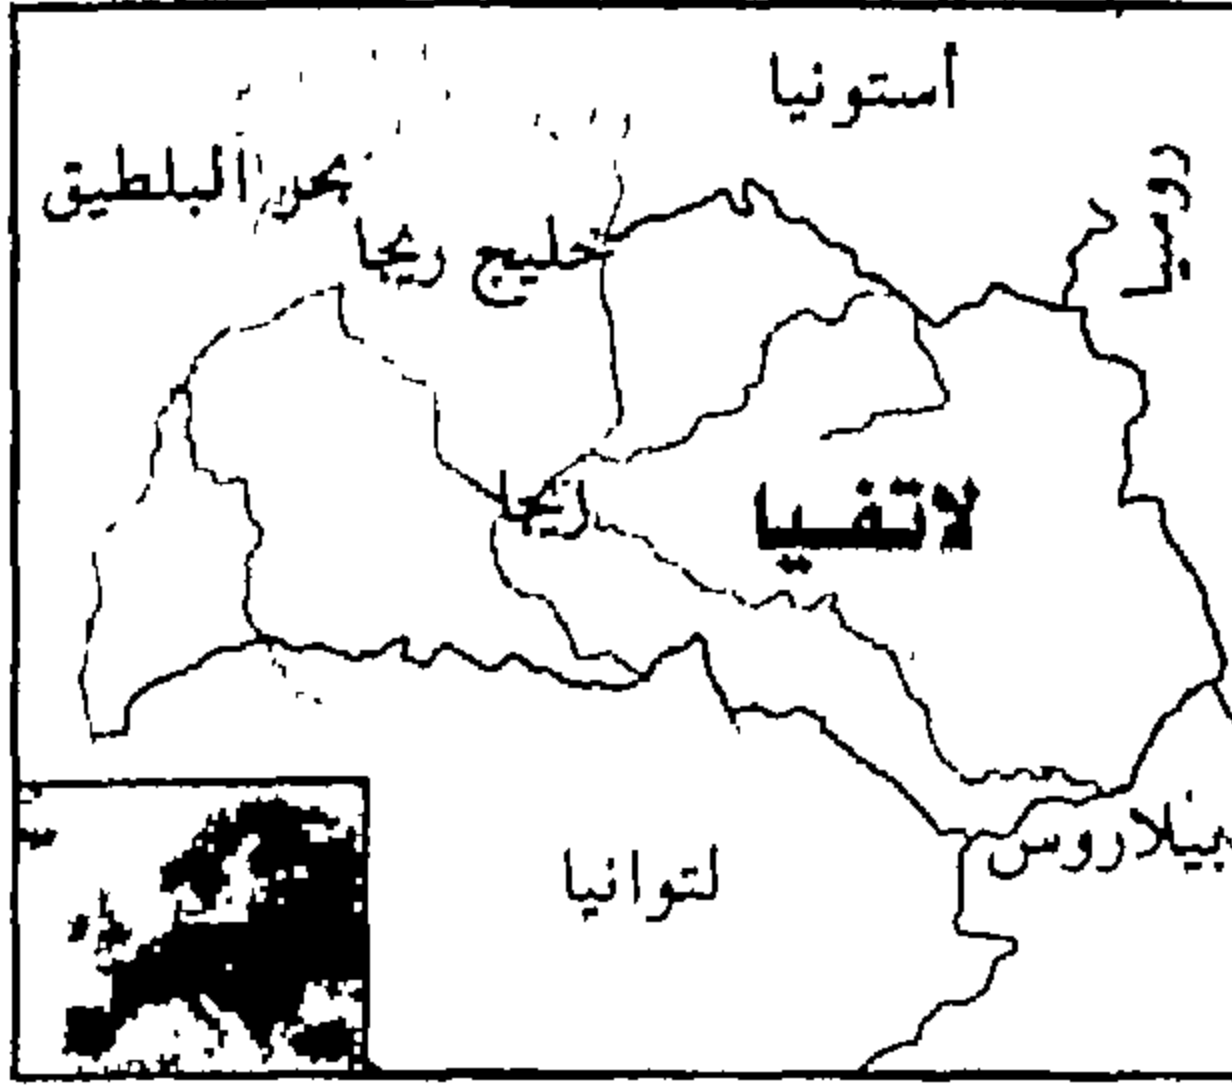 أستونيا
بحر البلطيق
خليج ريجا
ريجا
لاتفيا
لتوانيا
بيلاروس